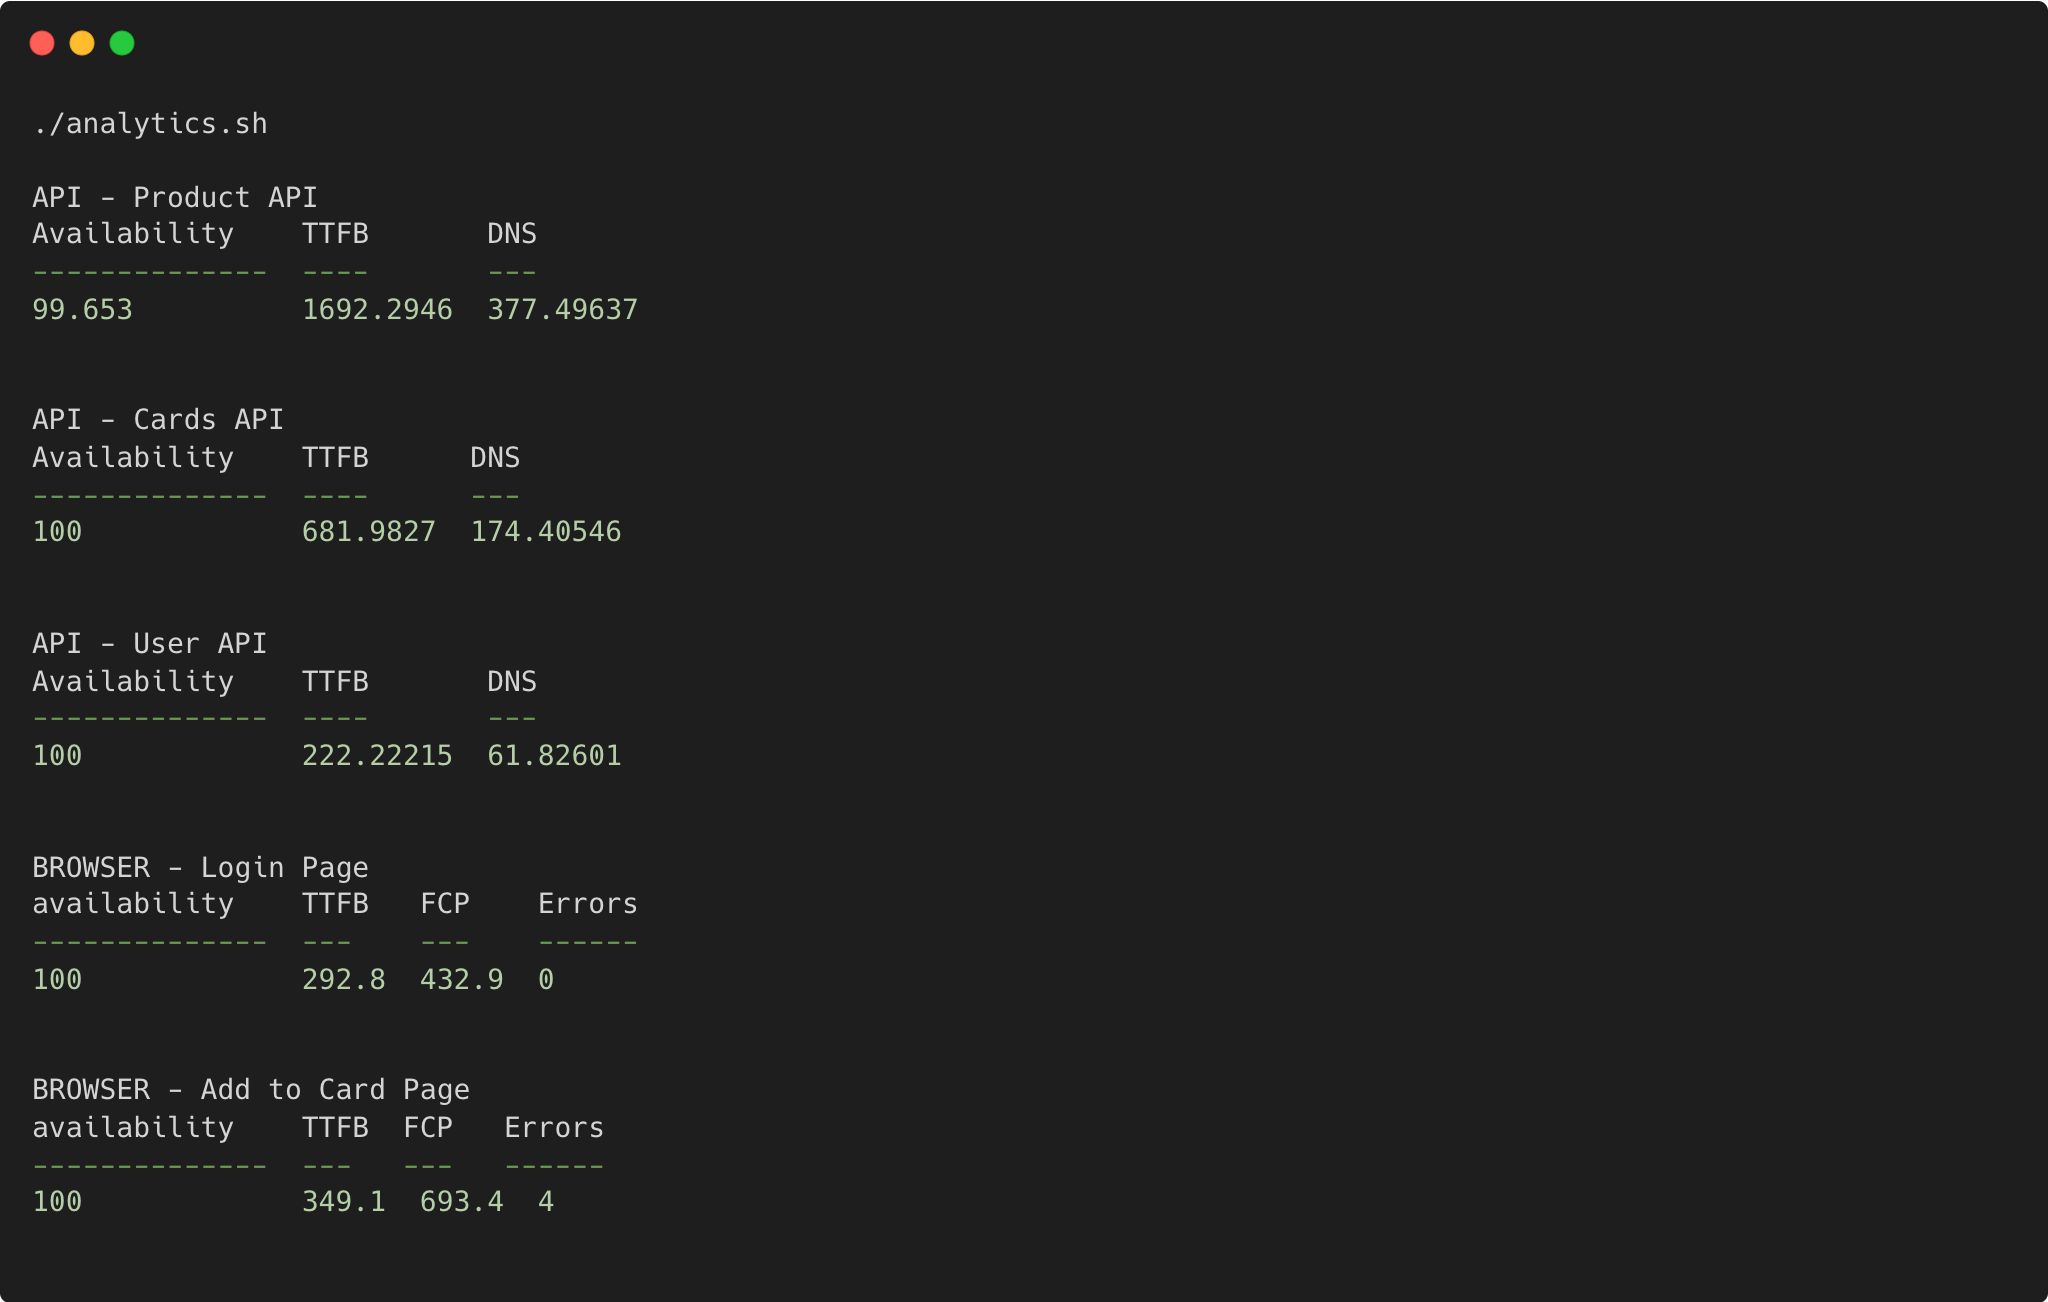 ./analytics.sh
API - Product API
Availability    TTFB       DNS
--------------  ----       ---
99.653          1692.2946  377.49637
API - Cards API
Availability    TTFB      DNS
--------------  ----      ---
100             681.9827  174.40546
API - User API
Availability    TTFB       DNS
--------------  ----       ---
100             222.22215  61.82601
BROWSER - Login Page
availability    TTFB   FCP    Errors
--------------  ---    ---    ------
100             292.8  432.9  0
BROWSER - Add to Card Page
availability    TTFB  FCP   Errors
--------------  ---   ---   ------
100             349.1  693.4  4